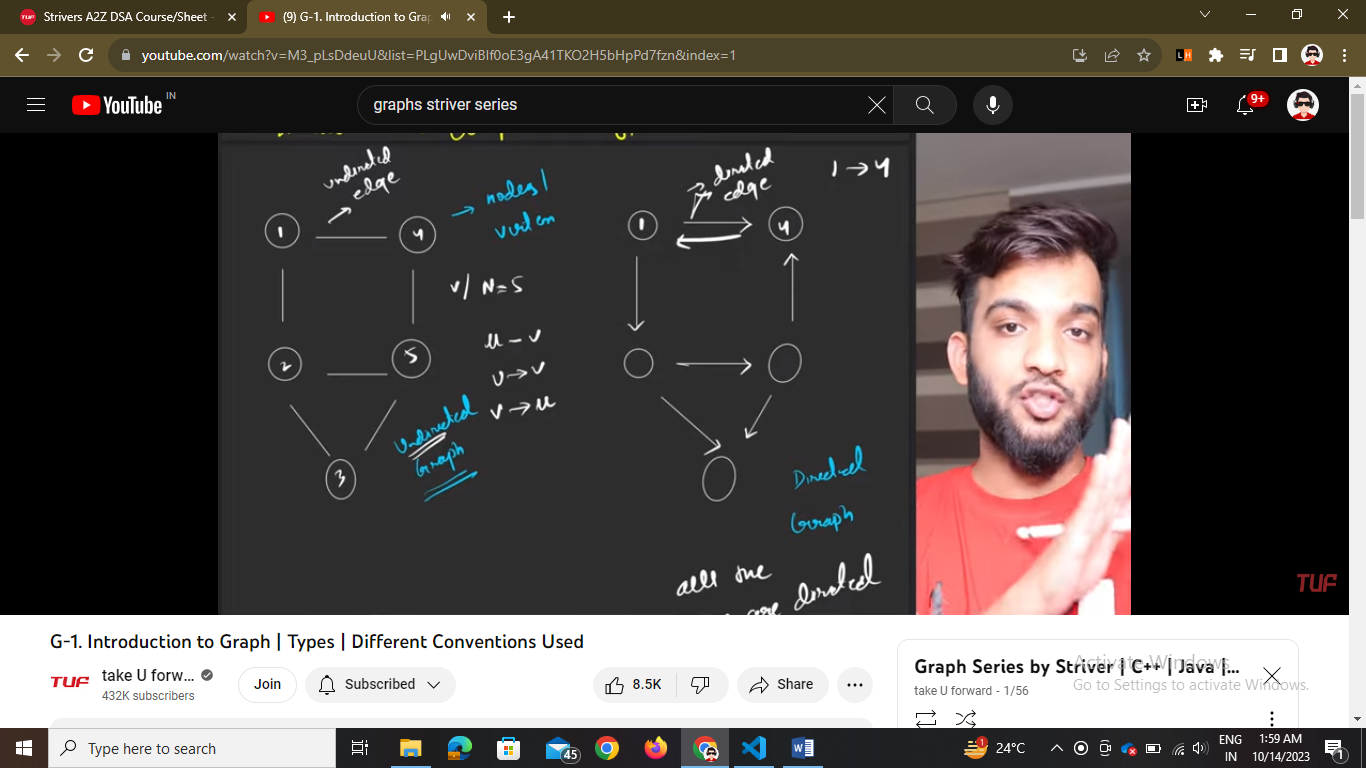 Strivers A2Z DSA Course/Sheet -
(9) G-1. Introduction to Grap
youtube.com/watch?v=M3_pLsDdeuU&list=PLgUwDviBIf0oE3gA41TKO2H5bHpPd7fzn&index=1
YouTube IN
graphs striver series
9+
undirected
edge
nodes/
1
4
V/ N=5
u-v
u→v
v→u
2
5
3
Undirected
Graph
directed
edge
1→4
1
4
Directed
Graph
all the
are directed
TUF
G-1. Introduction to Graph | Types | Different Conventions Used
TUF
take U forw...
432K subscribers
Join
Subscribed
8.5K
Share
Graph Series by Striver | C++ | Java |...
take U forward - 1/56
Activate Windows
Go to Settings to activate Windows.
Type here to search
45
1
24°C
ENG
IN
1:59 AM
10/14/2023
1